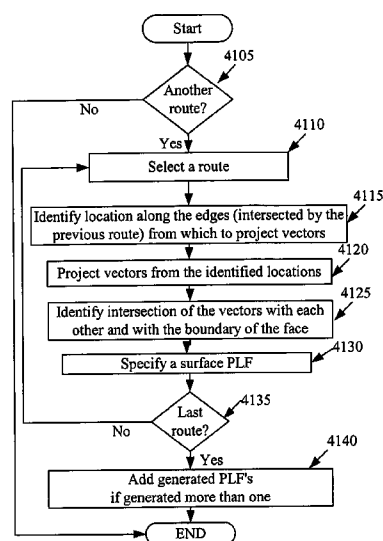 Start
4105
Another
route?
No
Yes
4110
Select a route
4115
Identify location along the edges (intersected by the
previous route) from which to project vectors
4120
Project vectors from the identified locations
4125
Identify intersection of the vectors with each
other and with the boundary of the face
4130
Specify a surface PLF
4135
Last
route?
No
Yes
4140
Add generated PLF's
if generated more than one
END